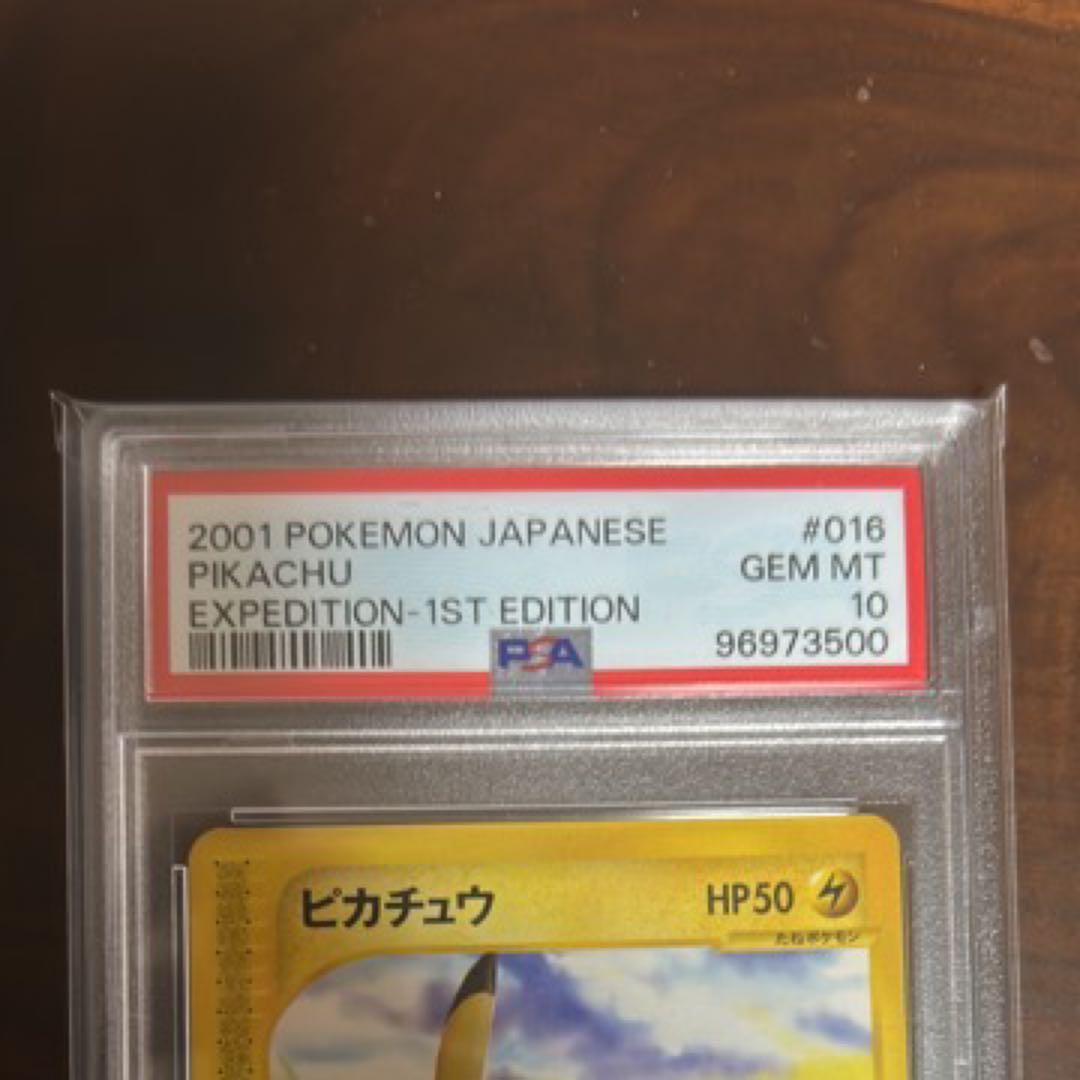 2001 POKEMON JAPANESE #016
PIKACHU GEM MT
EXPEDITION-1ST EDITION 10
PSA 96973500
ピカチュウ HP50
たねポケモン